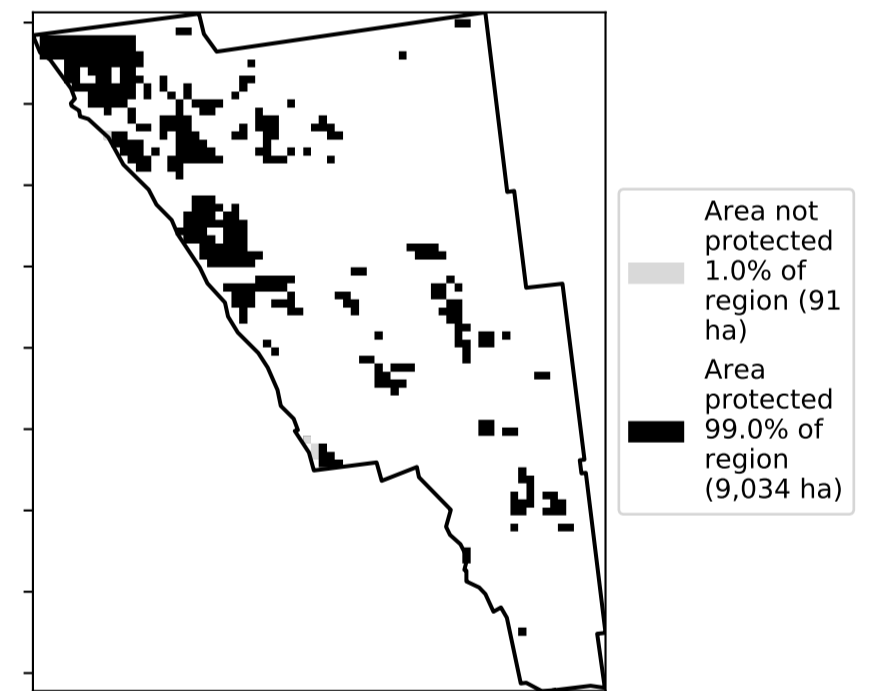 Area not
protected
1.0% of
region (91
ha)
Area
protected
99.0% of
region
(9,034 ha)